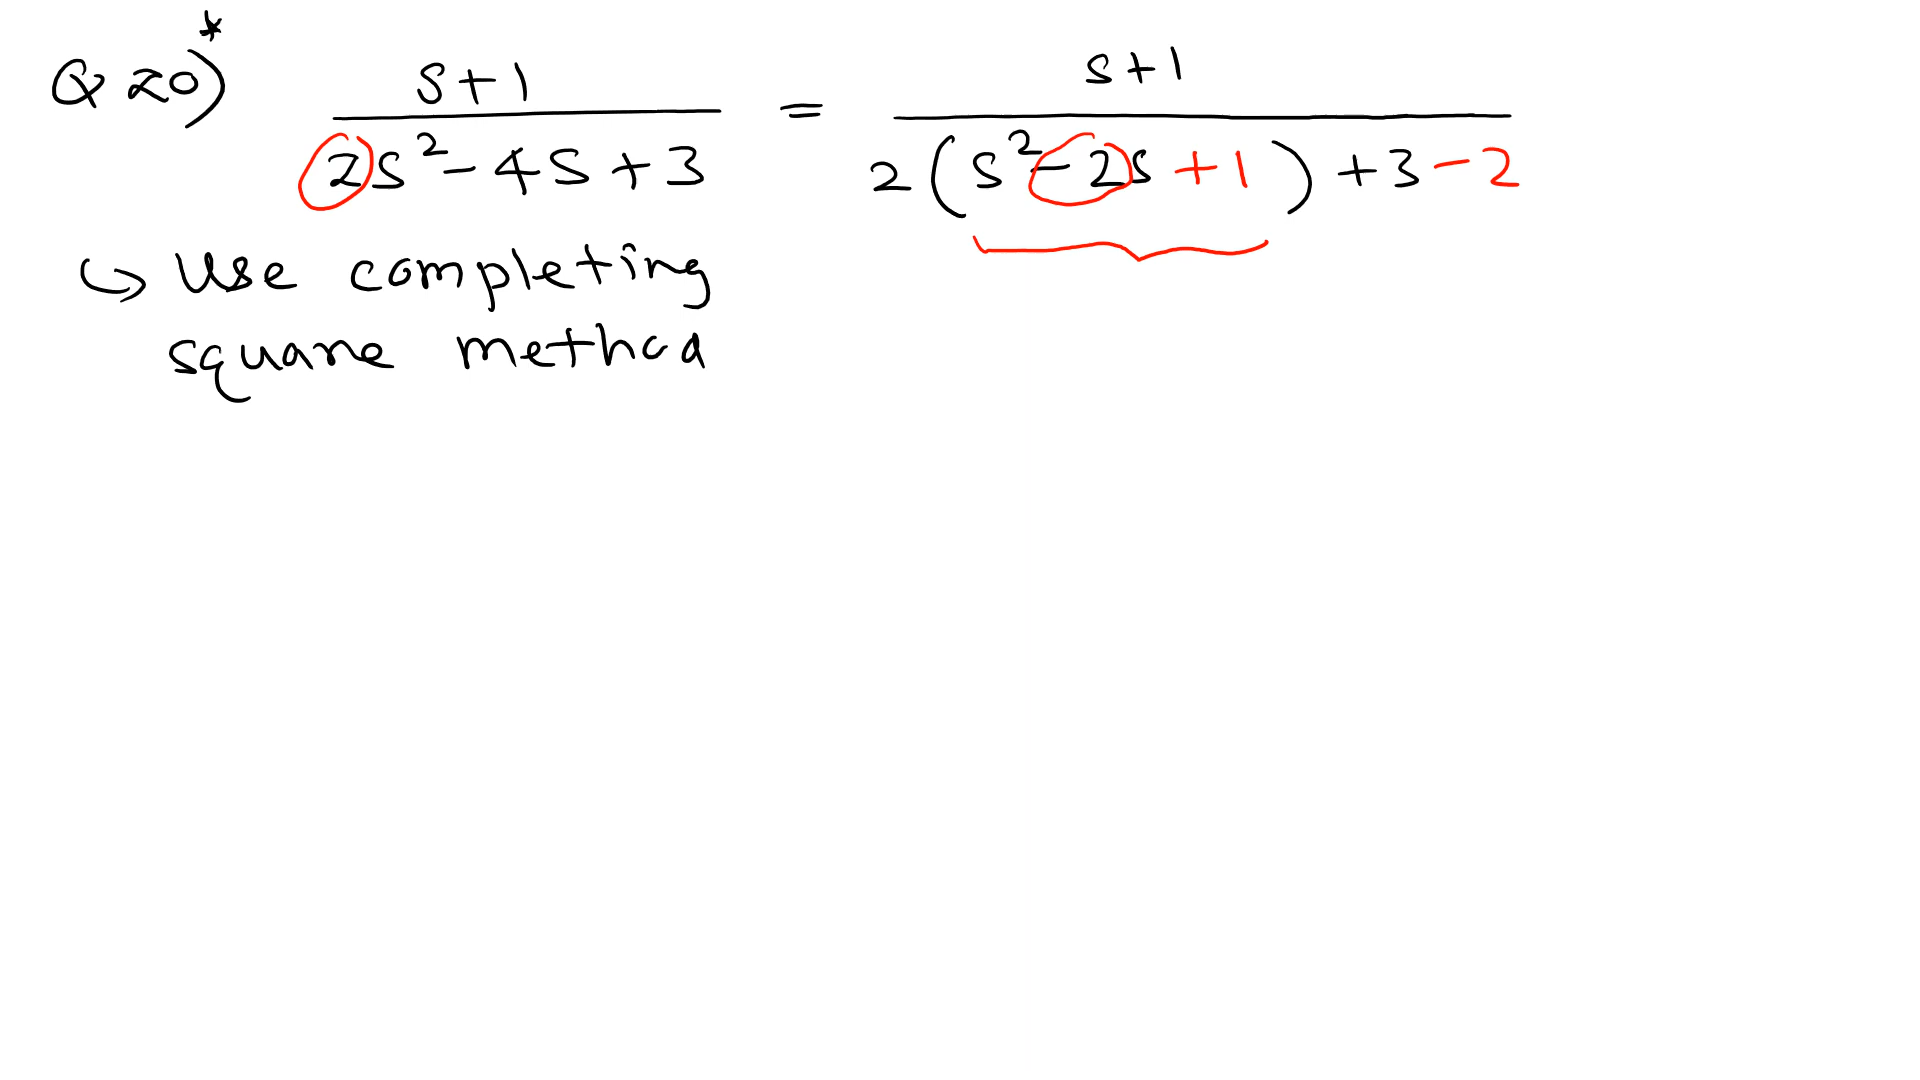 Q 20)* s+1 / 2s²-4s+3 = s+1 / 2(s²-2s+1)+3-2
↪ Use completing
square method